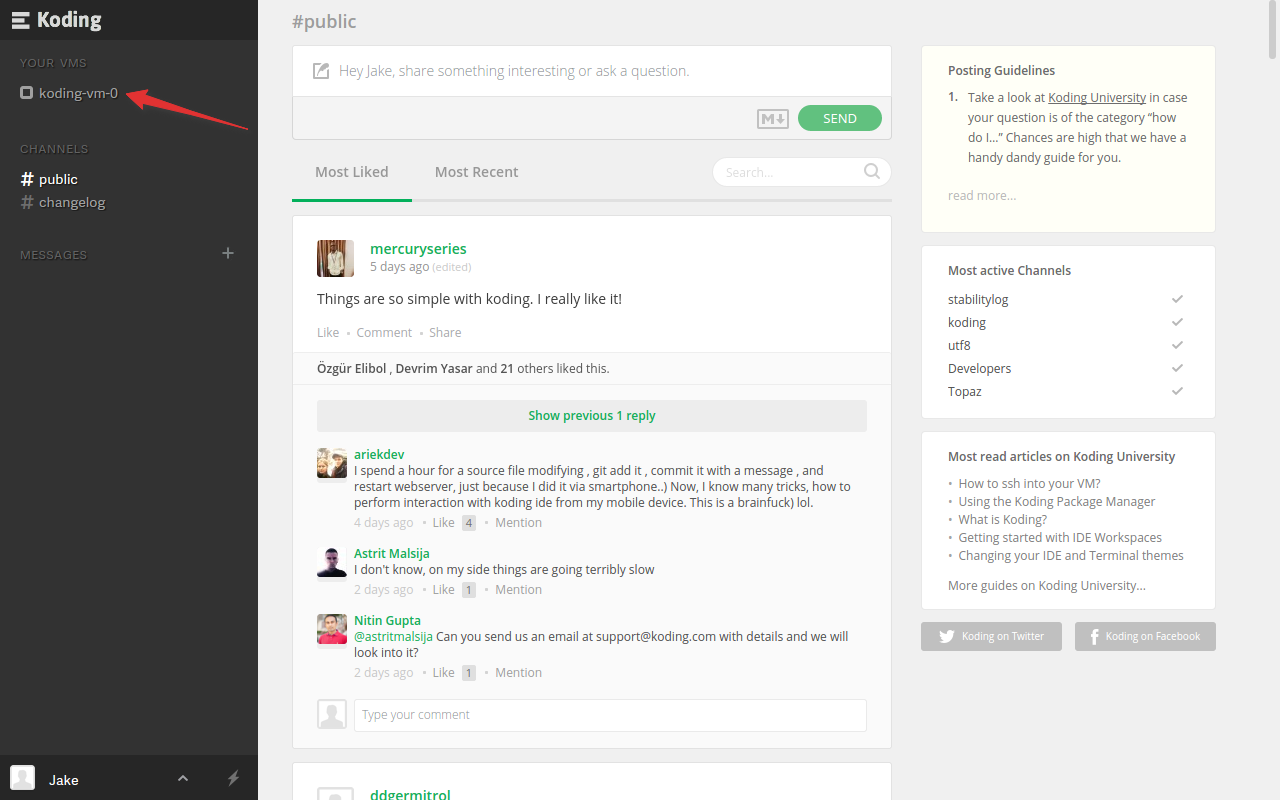 Koding
YOUR VMS
koding-vm-0
CHANNELS
# public
# changelog
MESSAGES +
Jake
#public
Hey Jake, share something interesting or ask a question.
M SEND
Most Liked Most Recent Search...
mercuryseries
5 days ago (edited)
Things are so simple with koding. I really like it!
Like • Comment • Share
Özgür Elibol , Devrim Yasar and 21 others liked this.
Show previous 1 reply
ariekdev
I spend a hour for a source file modifying , git add it , commit it with a message , and
restart webserver, just because I did it via smartphone..) Now, I know many tricks, how to
perform interaction with koding ide from my mobile device. This is a brainfuck) lol.
4 days ago • Like 4 • Mention
Astrit Malsija
I don't know, on my side things are going terribly slow
2 days ago • Like 1 • Mention
Nitin Gupta
@astritmalsija Can you send us an email at support@koding.com with details and we will
look into it?
2 days ago • Like 1 • Mention
Type your comment
ddgermitrol
Posting Guidelines
1. Take a look at Koding University in case
your question is of the category “how
do I...” Chances are high that we have a
handy dandy guide for you.
read more...
Most active Channels
stabilitylog
koding
utf8
Developers
Topaz
Most read articles on Koding University
• How to ssh into your VM?
• Using the Koding Package Manager
• What is Koding?
• Getting started with IDE Workspaces
• Changing your IDE and Terminal themes
More guides on Koding University...
Koding on Twitter
Koding on Facebook